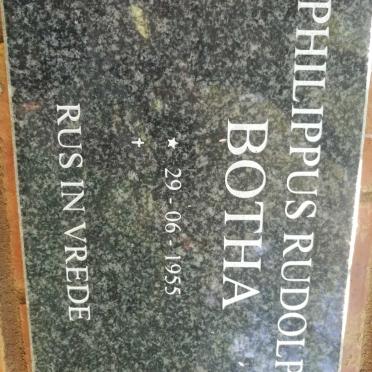 PHILIPPUS RUDOLP
BOTHA
★ 29 - 06 - 1955
✝
RUS IN VREDE